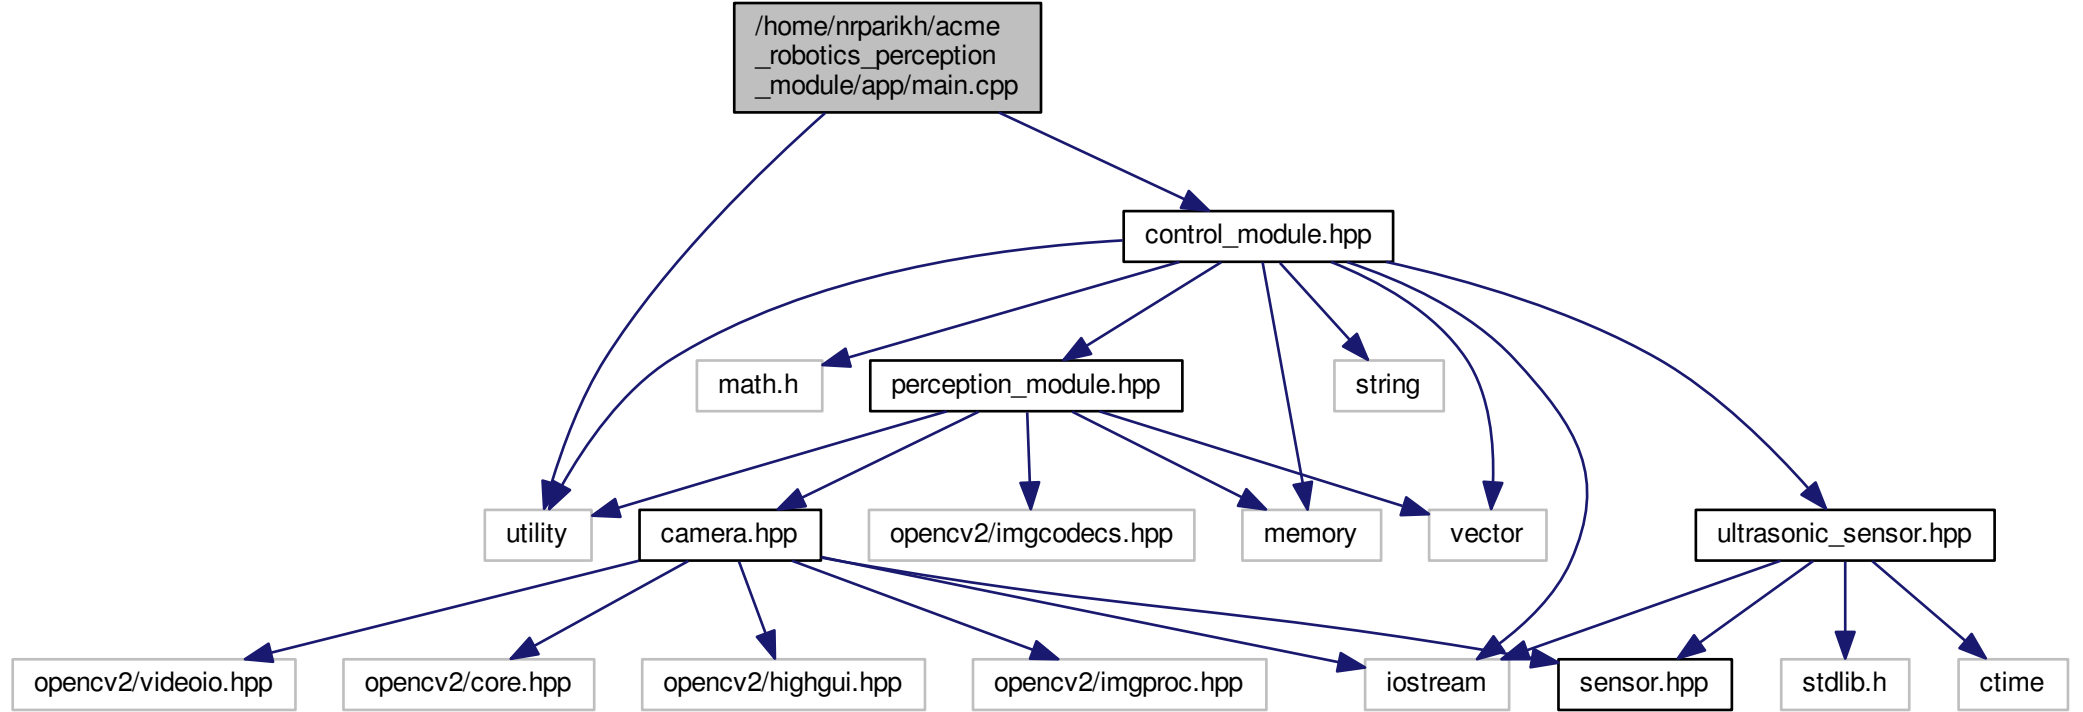 /home/nrparikh/acme
_robotics_perception
_module/app/main.cpp
control_module.hpp
math.h
perception_module.hpp
string
utility
camera.hpp
opencv2/imgcodecs.hpp
memory
vector
ultrasonic_sensor.hpp
opencv2/videoio.hpp
opencv2/core.hpp
opencv2/highgui.hpp
opencv2/imgproc.hpp
iostream
sensor.hpp
stdlib.h
ctime